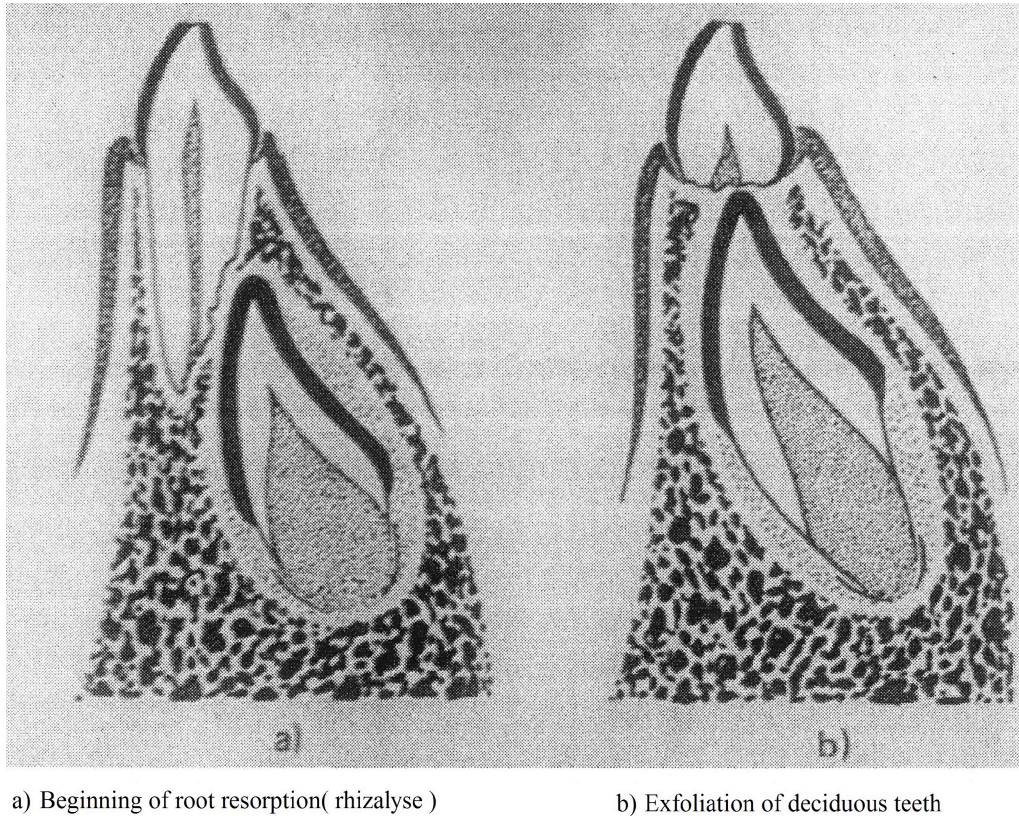 a) b)
a) Beginning of root resorption( rhizalyse ) b) Exfoliation of deciduous teeth